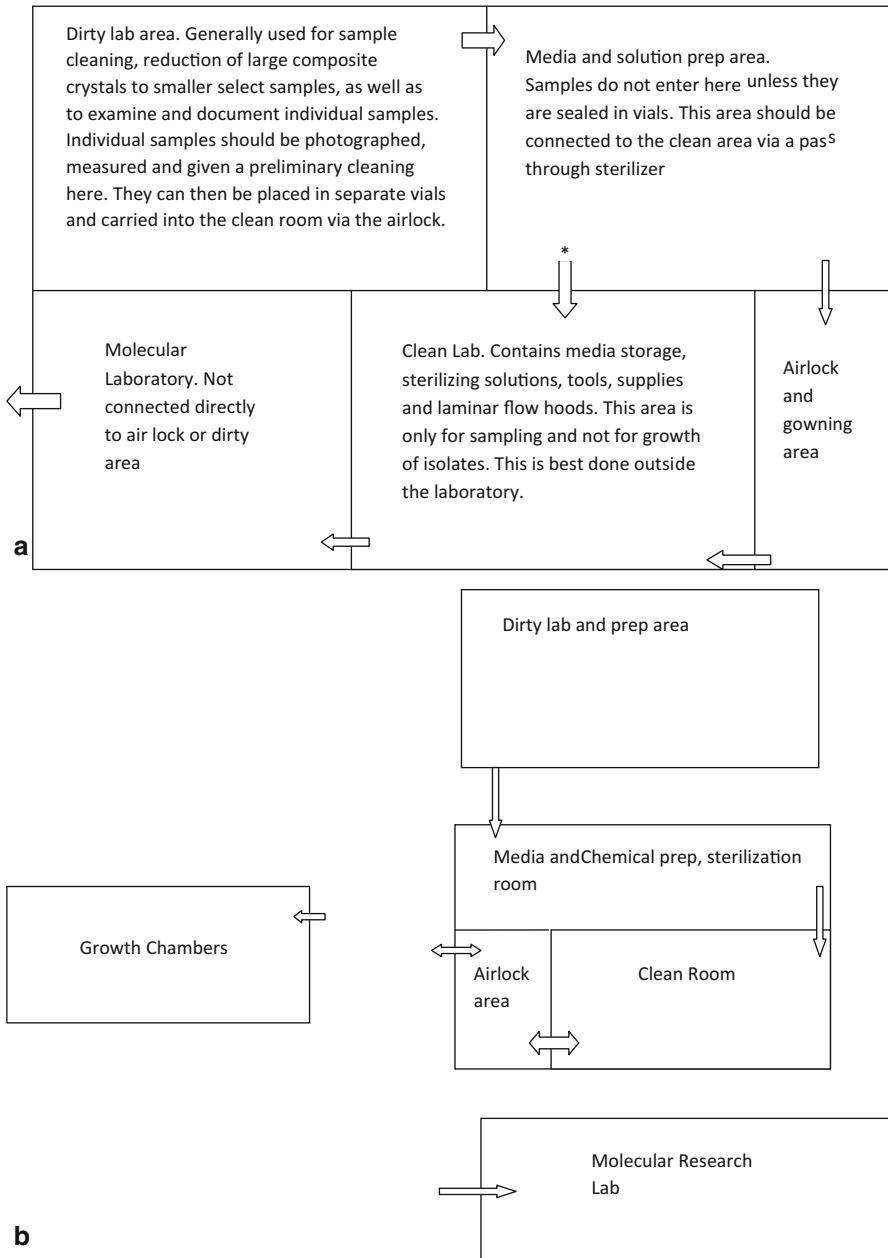 Dirty lab area. Generally used for sample
cleaning, reduction of large composite
crystals to smaller select samples, as well as
to examine and document individual samples.
Individual samples should be photographed,
measured and given a preliminary cleaning
here. They can then be placed in separate vials
and carried into the clean room via the airlock.
Media and solution prep area.
Samples do not enter here unless they
are sealed in vials. This area should be
connected to the clean area via a pass
through sterilizer
*
Molecular
Laboratory. Not
connected directly
to air lock or dirty
area
Clean Lab. Contains media storage,
sterilizing solutions, tools, supplies
and laminar flow hoods. This area is
only for sampling and not for growth
of isolates. This is best done outside
the laboratory.
Airlock
and
gowning
area
a
Dirty lab and prep area
Media andChemical prep, sterilization
room
Growth Chambers
Airlock
area
Clean Room
Molecular Research
Lab
b